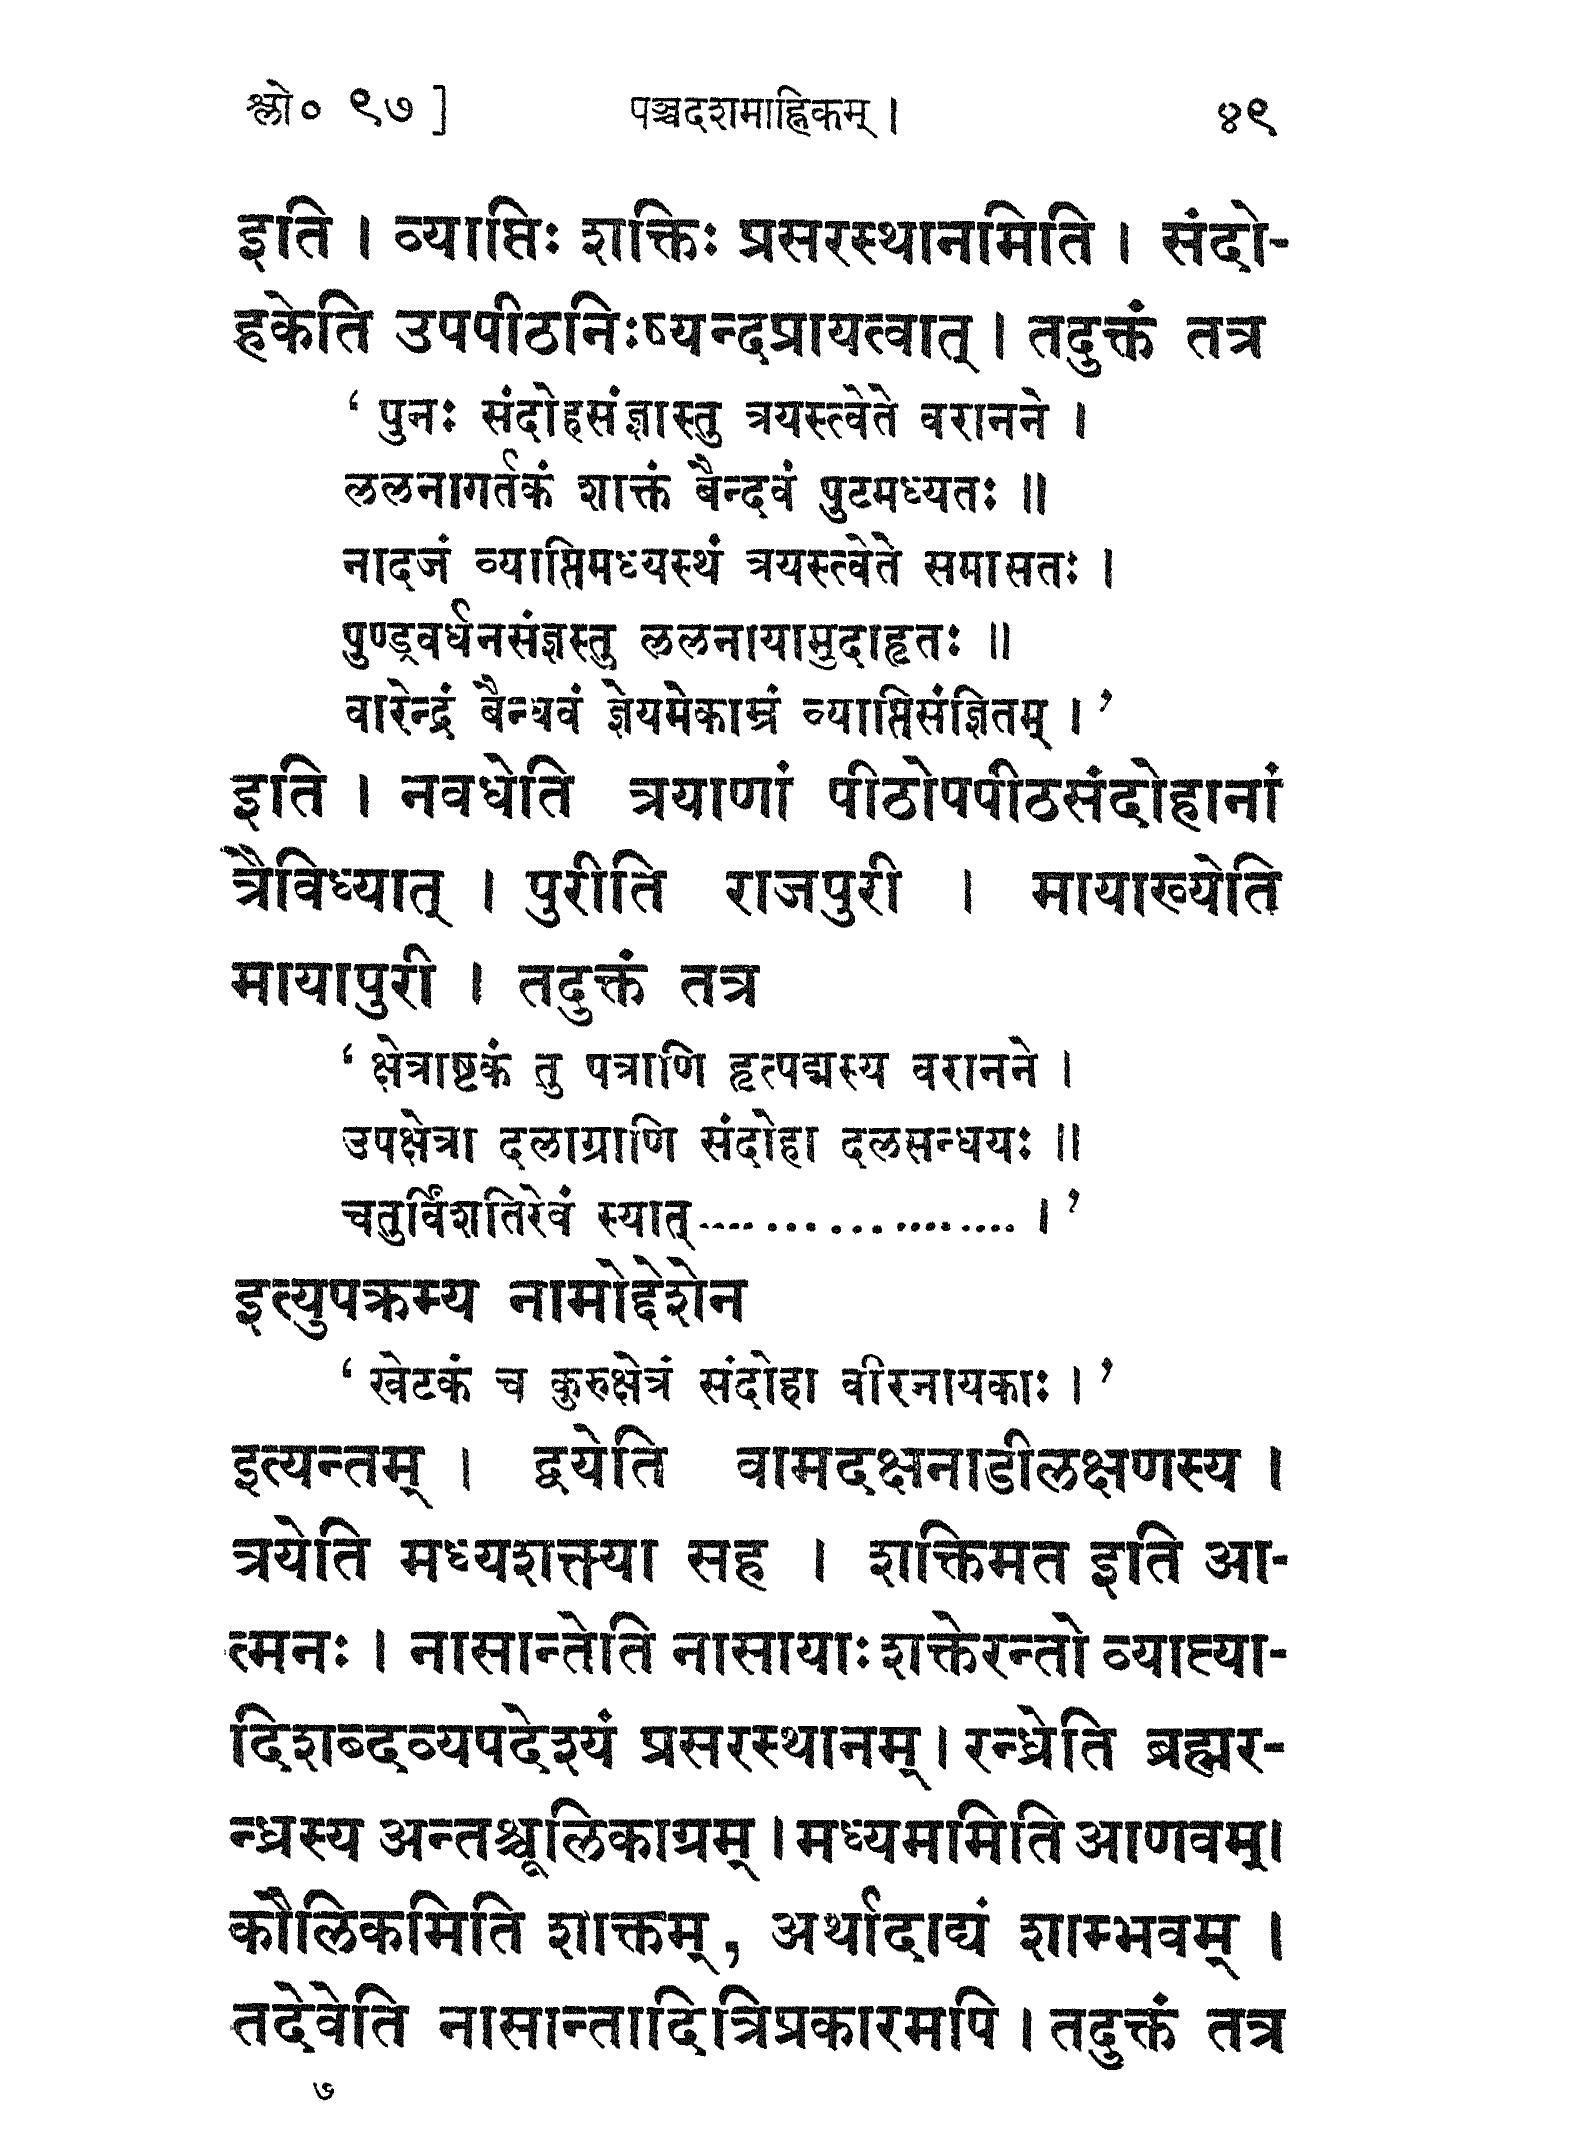 श्लो० ९७ ] पञ्चदशमाह्निकम् । ४९
इति । व्याप्तिः शक्तिः प्रसरस्थानमिति । संदो-
हकेति उपपीठनिःष्यन्दप्रायत्वात् । तदुक्तं तत्र
‘ पुनः संदोहसंज्ञास्तु त्रयस्त्वेते वरानने ।
ललनागर्तकं शाक्तं बैन्दवं पुटमध्यतः ॥
नादजं व्याप्तिमध्यस्थं त्रयस्त्वेते समासतः ।
पुण्ड्रवर्धनसंज्ञस्तु ललनायामुदाहृतः ॥
वारेन्द्रं बैन्धवं ज्ञेयमेकाम्रं व्याप्तिसंज्ञितम् । ’
इति । नवधेति त्रयाणां पीठोपपीठसंदोहानां
त्रैविध्यात् । पुरीति राजपुरी । मायाख्येति
मायापुरी । तदुक्तं तत्र
‘ क्षेत्राष्टकं तु पत्राणि हृत्पद्मस्य वरानने ।
उपक्षेत्रा दलाग्राणि संदोहा दलसन्धयः ॥
चतुर्विंशतिरेवं स्यात्........................ । ’
इत्युपक्रम्य नामोद्देशेन
‘ खेटकं च कुरुक्षेत्रं संदोहा वीरनायकाः । ’
इत्यन्तम् । द्वयेति वामदक्षनाडीलक्षणस्य ।
त्रयेति मध्यशक्त्या सह । शक्तिमत इति आ-
त्मनः । नासान्तेति नासायाः शक्तेरन्तो व्याप्त्या-
दिशब्दव्यपदेश्यं प्रसरस्थानम् । रन्ध्रेति ब्रह्मर-
न्ध्रस्य अन्तश्चूलिकाग्रम् । मध्यममिति आणवम् ।
कौलिकमिति शाक्तम् , अर्थादाद्यं शाम्भवम् ।
तदेवेति नासान्तादित्रिप्रकारमपि । तदुक्तं तत्र
७